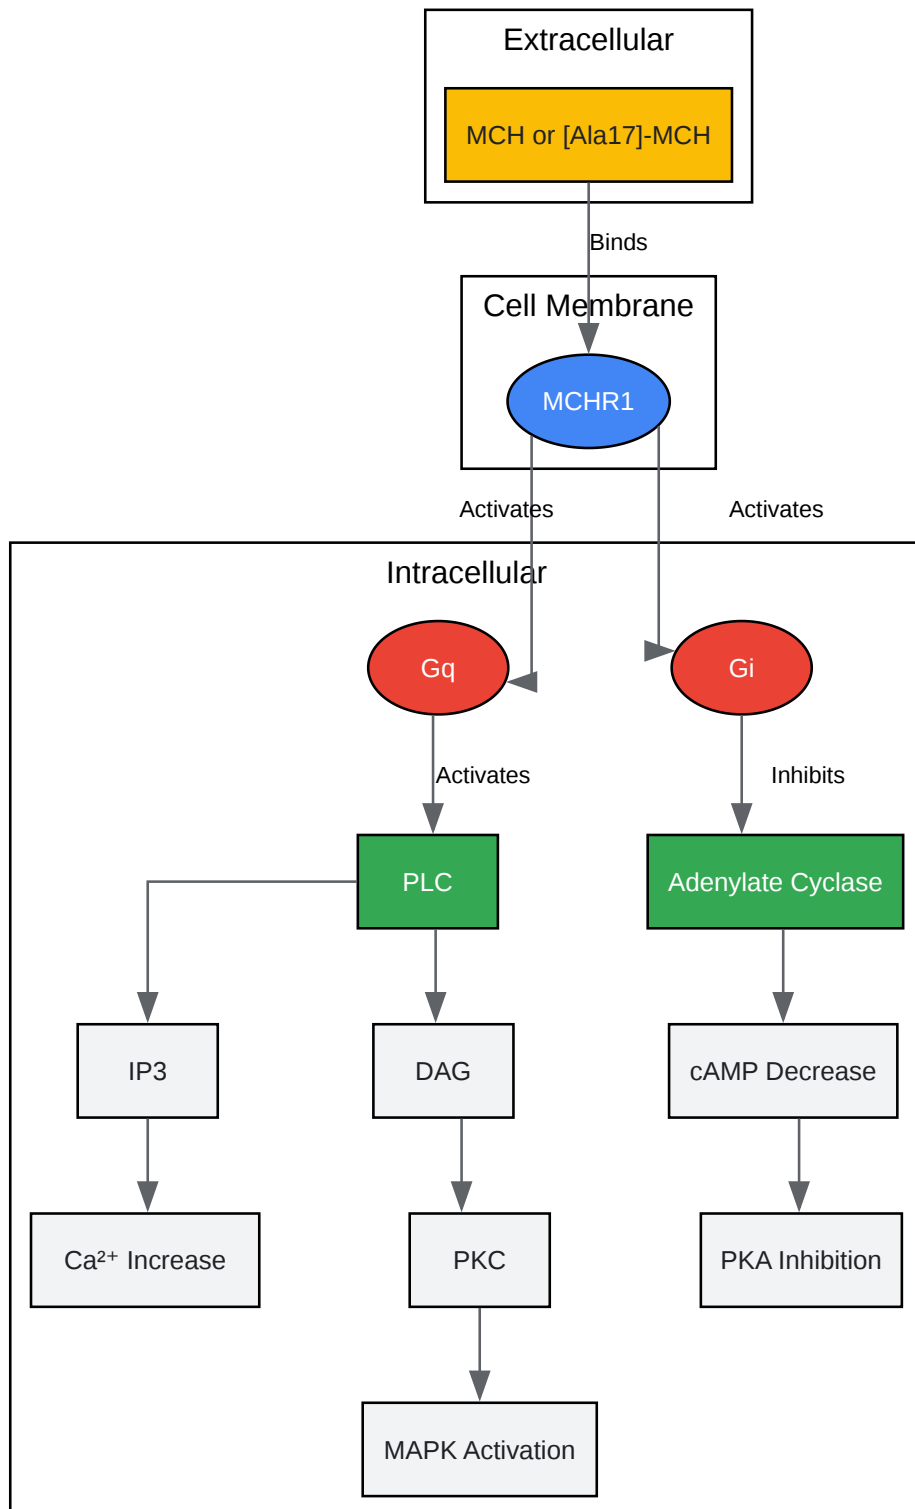 Extracellular
MCH or [Ala17]-MCH
Binds
Cell Membrane
MCHR1
Activates
Activates
Intracellular
Gq
Gi
Activates
Inhibits
PLC
Adenylate Cyclase
IP3
DAG
cAMP Decrease
Ca²⁺ Increase
PKC
PKA Inhibition
MAPK Activation